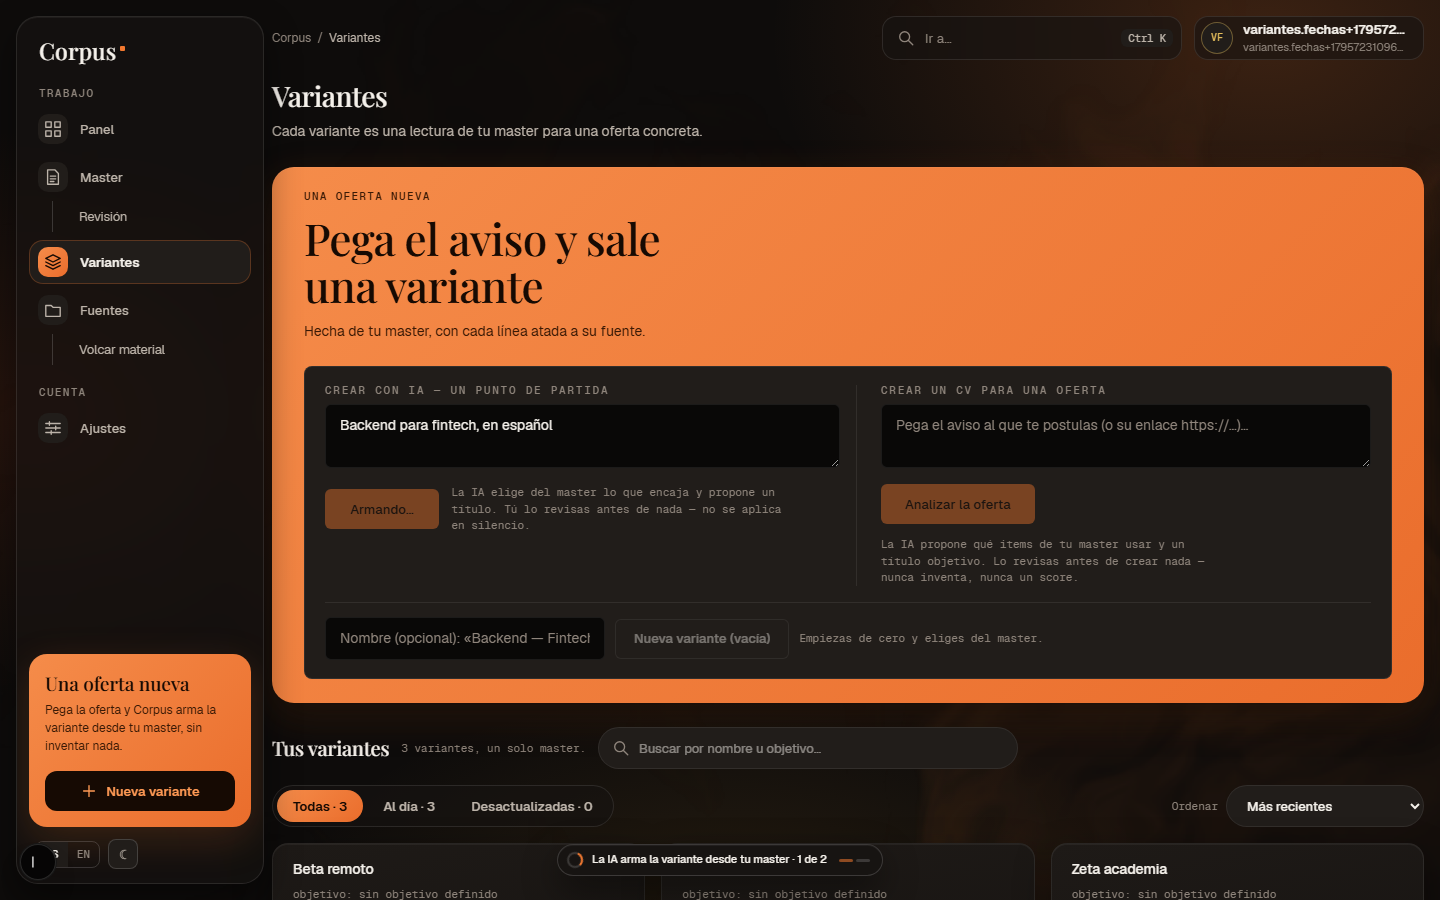 Corpus
TRABAJO
Panel
Master
Revisión
Variantes
Fuentes
Volcar material
CUENTA
Ajustes
Una oferta nueva
Pega la oferta y Corpus arma la
variante desde tu master, sin
inventar nada.
Nueva variante
EN
Corpus / Variantes
Ir a...
Ctrl K
VF
variantes.fechas+179572...
variantes.fechas+17957231096...
Variantes
Cada variante es una lectura de tu master para una oferta concreta.
UNA OFERTA NUEVA
Pega el aviso y sale
una variante
Hecha de tu master, con cada línea atada a su fuente.
CREAR CON IA — UN PUNTO DE PARTIDA
Backend para fintech, en español
Armando...
La IA elige del master lo que encaja y propone un
título. Tú lo revisas antes de nada — no se aplica
en silencio.
CREAR UN CV PARA UNA OFERTA
Pega el aviso al que te postulas (o su enlace https://...)...
Analizar la oferta
La IA propone qué ítems de tu master usar y un
título objetivo. Lo revisas antes de crear nada —
nunca inventa, nunca un score.
Nombre (opcional): «Backend — Fintech
Nueva variante (vacía)
Empiezas de cero y eliges del master.
Tus variantes
3 variantes, un solo master.
Buscar por nombre u objetivo...
Todas · 3
Al día · 3
Desactualizadas · 0
Ordenar
Más recientes
Beta remoto
objetivo: sin objetivo definido
La IA arma la variante desde tu master · 1 de 2
objetivo: sin objetivo definido
Zeta academia
objetivo: sin objetivo definido